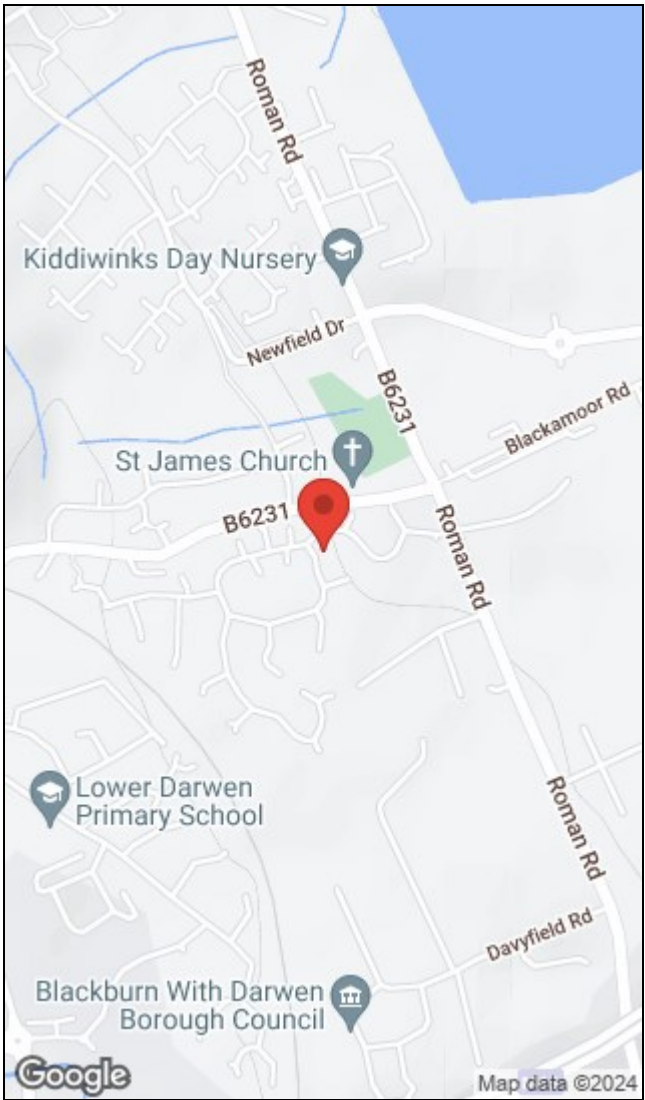 Roman Rd
Kiddiwinks Day Nursery
Newfield Dr
B6231
Blackamoor Rd
St James Church
B6231
Roman Rd
Lower Darwen
Primary School
Roman Rd
Davyfield Rd
Blackburn With Darwen
Borough Council
Google
Map data ©2024